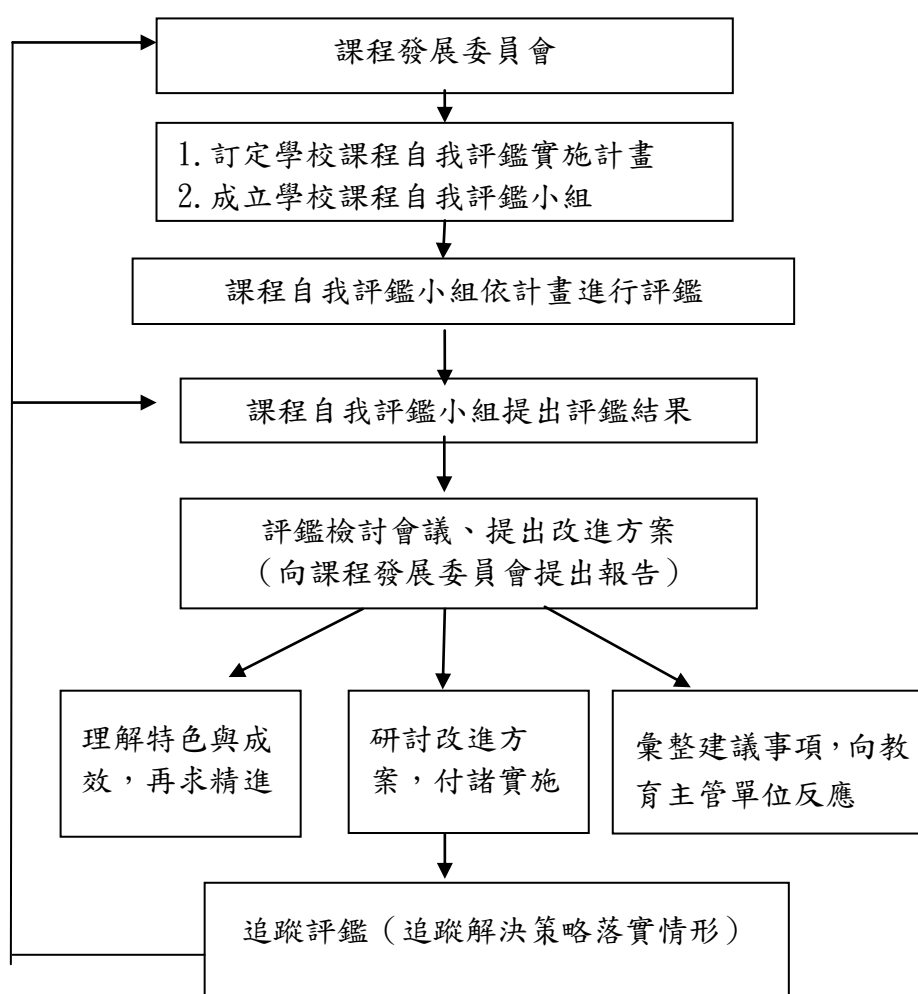 課程發展委員會
1.訂定學校課程自我評鑑實施計畫
2.成立學校課程自我評鑑小組
課程自我評鑑小組依計畫進行評鑑
課程自我評鑑小組提出評鑑結果
評鑑檢討會議、提出改進方案
（向課程發展委員會提出報告）
理解特色與成
效，再求精進
研討改進方
案，付諸實施
彙整建議事項，向教
育主管單位反應
追蹤評鑑（追蹤解決策略落實情形）